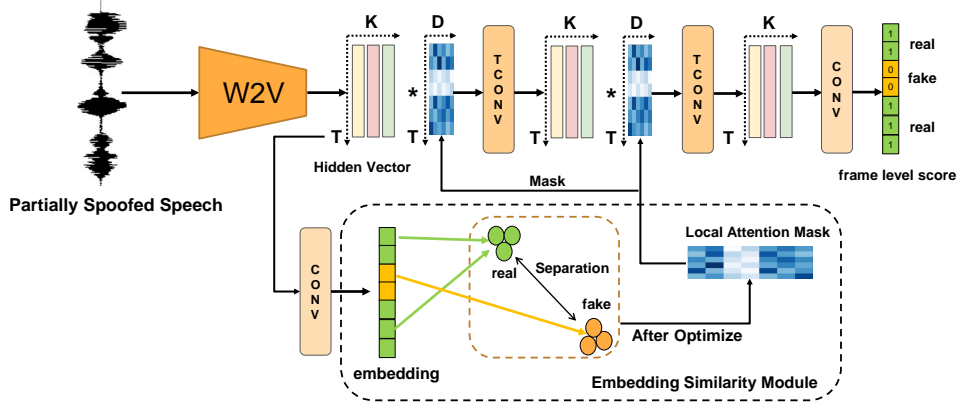 K
D
K
D
K
W2V
*
*
T
C
O
N
V
T
C
O
N
V
C
O
N
V
1
1
0
0
1
1
1
real
fake
real
T
T
T
T
T
Hidden Vector
Mask
frame level score
Partially Spoofed Speech
C
O
N
V
real
Separation
fake
Local Attention Mask
After Optimize
embedding
Embedding Similarity Module